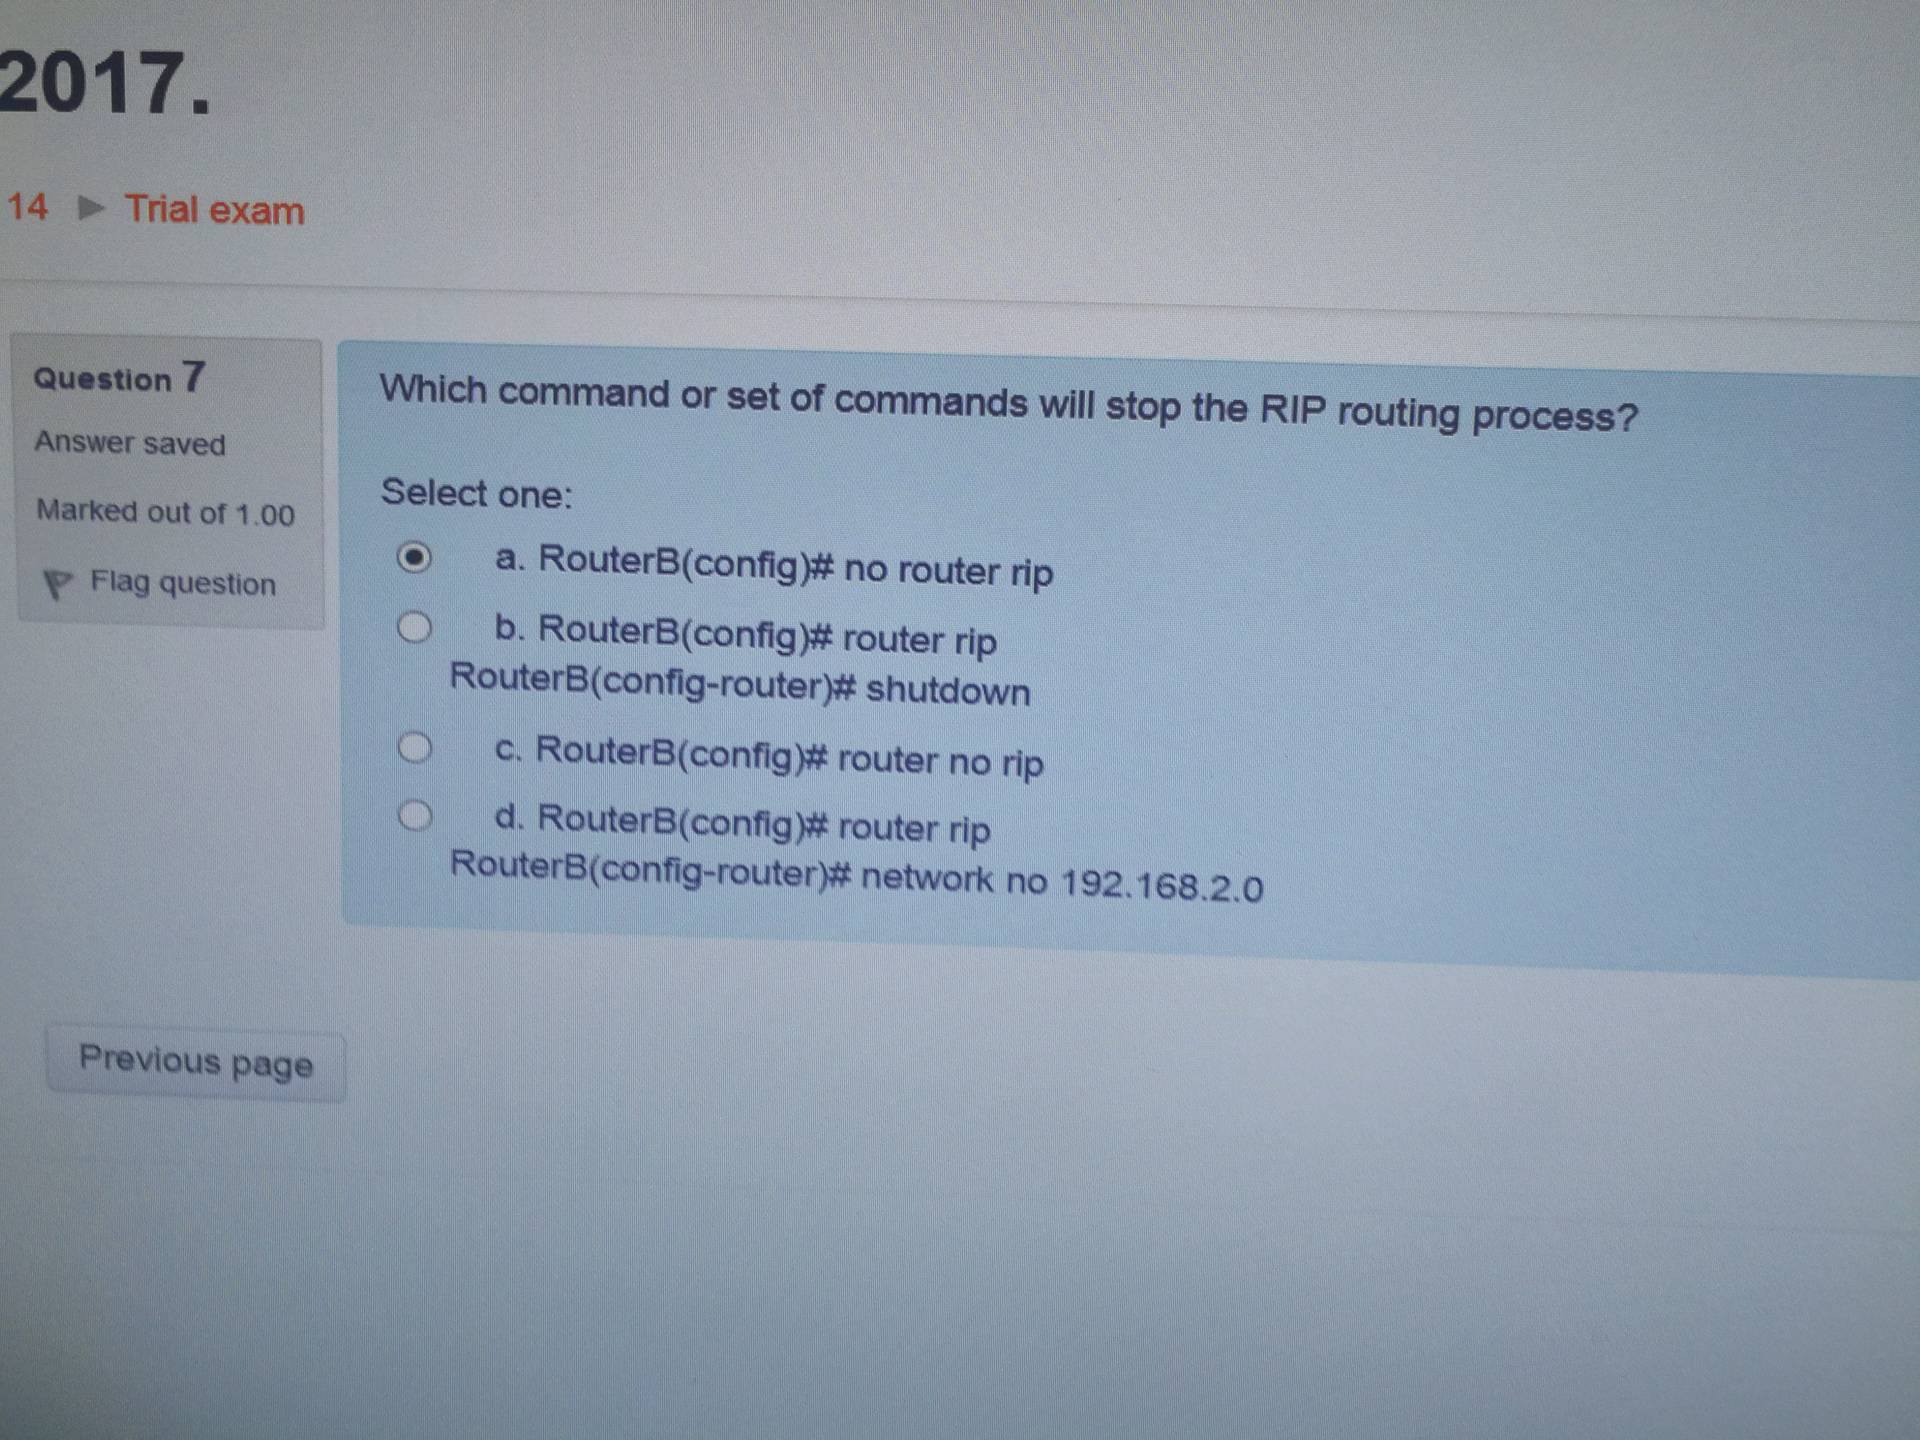 2017.
14 ▶ Trial exam
Question 7
Answer saved
Marked out of 1.00
Flag question
Which command or set of commands will stop the RIP routing process?
Select one:
a. RouterB(config)# no router rip
b. RouterB(config)# router rip
RouterB(config-router)# shutdown
c. RouterB(config)# router no rip
d. RouterB(config)# router rip
RouterB(config-router)# network no 192.168.2.0
Previous page